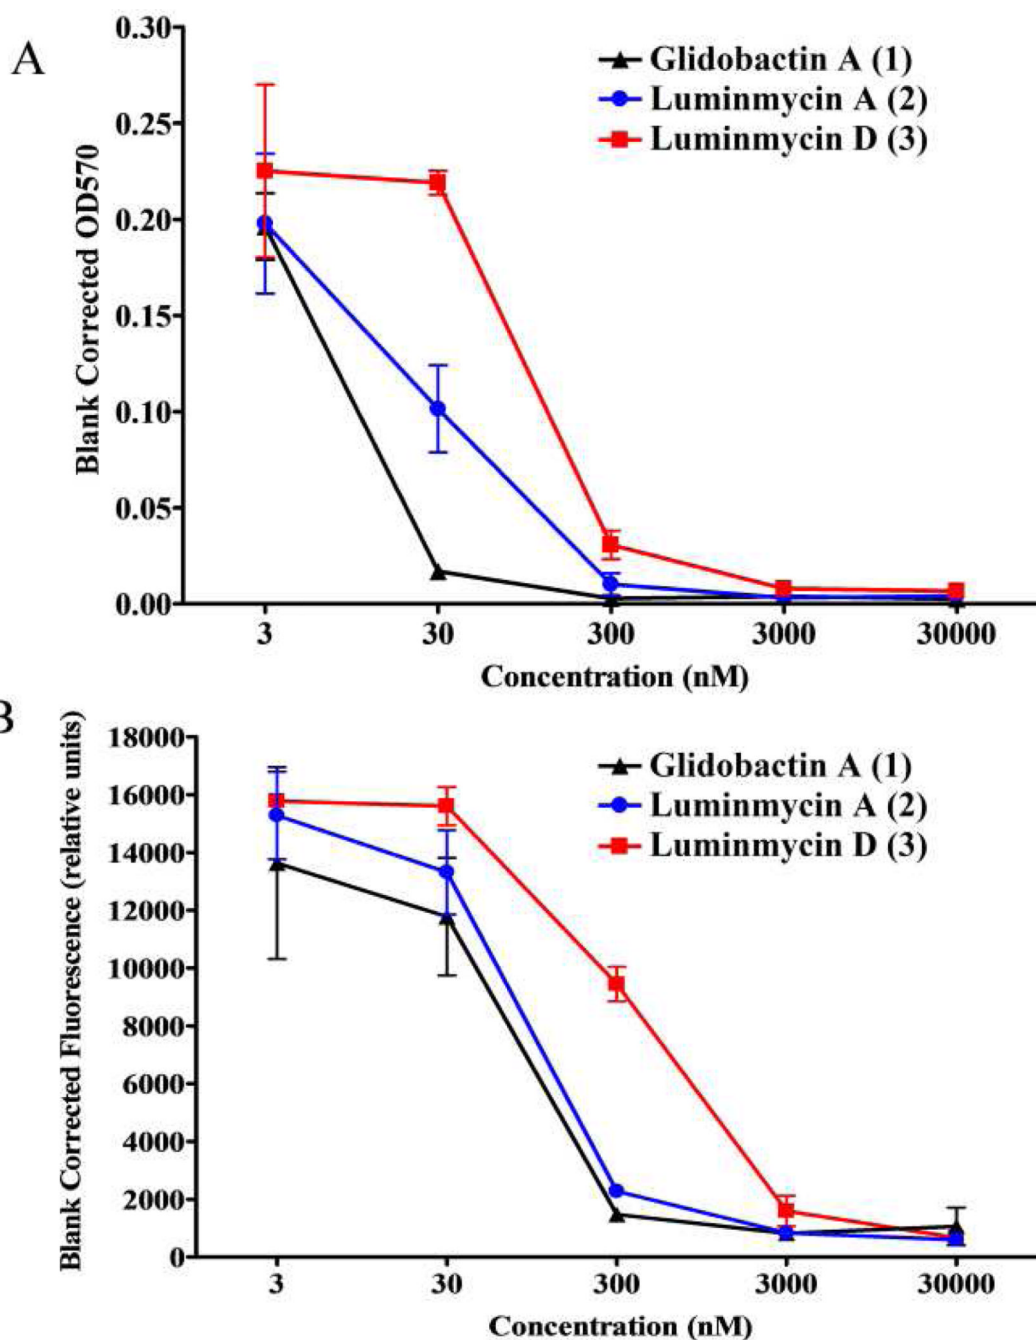 A
0.30
0.25
0.20
0.15
0.10
0.05
0.00
Blank Corrected OD570
Glidobactin A (1)
Luminmycin A (2)
Luminmycin D (3)
3 30 300 3000 30000
Concentration (nM)
B
18000
16000
14000
12000
10000
8000
6000
4000
2000
0
Blank Corrected Fluorescence (relative units)
Glidobactin A (1)
Luminmycin A (2)
Luminmycin D (3)
3 30 300 3000 30000
Concentration (nM)